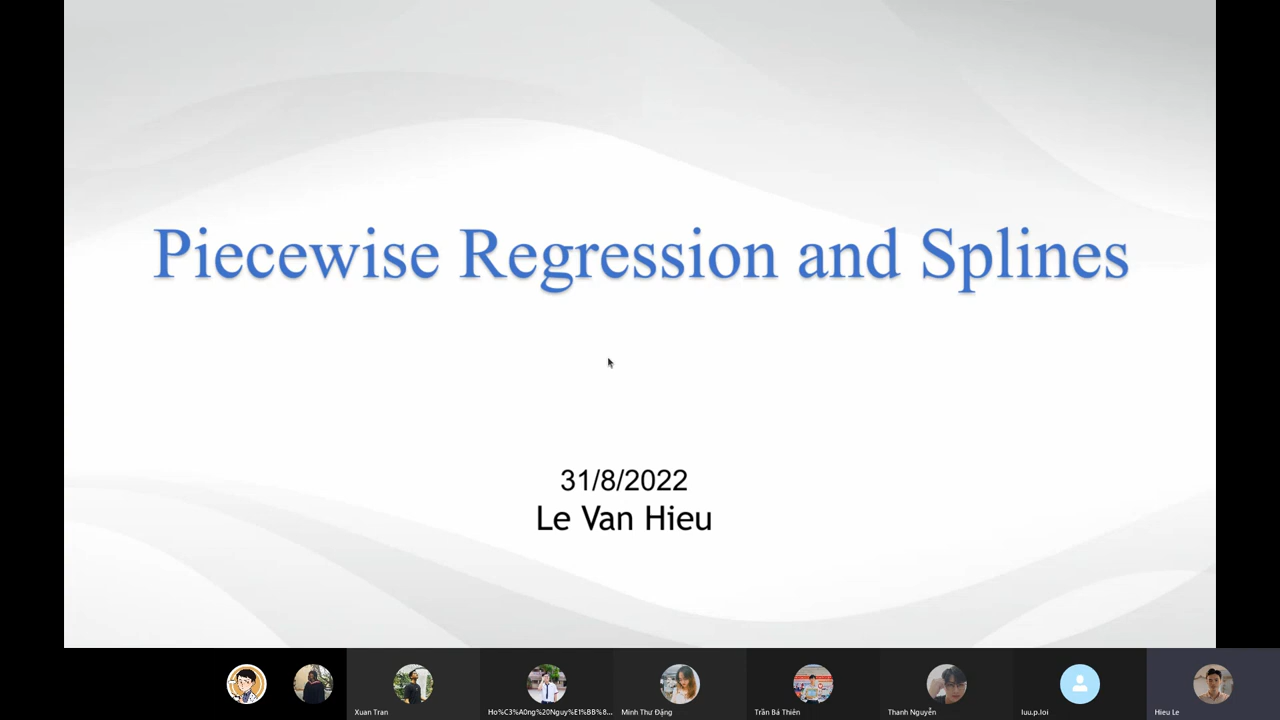 Piecewise Regression and Splines
31/8/2022
Le Van Hieu
Xuan Tran
Ho%C3%A0ng%20Nguy%E1%BB%8...
Minh Thư Đặng
Trần Bá Thiên
Thanh Nguyễn
luu.p.loi
Hieu Le